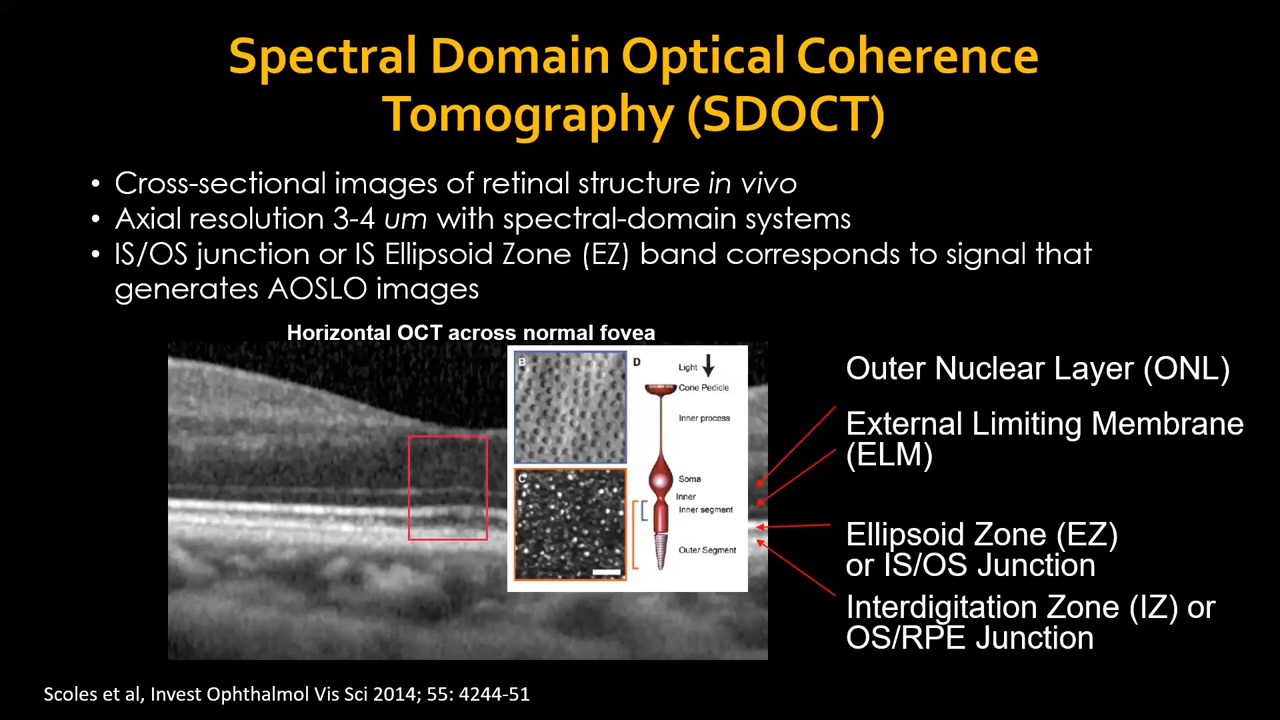 Spectral Domain Optical Coherence
Tomography (SDOCT)
• Cross-sectional images of retinal structure in vivo
• Axial resolution 3-4 um with spectral-domain systems
• IS/OS junction or IS Ellipsoid Zone (EZ) band corresponds to signal that
generates AOSLO images
Horizontal OCT across normal fovea
B
C
D
Light
Cone Pedicle
Inner process
Soma
Inner
Inner segment
Outer Segment
Outer Nuclear Layer (ONL)
External Limiting Membrane
(ELM)
Ellipsoid Zone (EZ)
or IS/OS Junction
Interdigitation Zone (IZ) or
OS/RPE Junction
Scoles et al, Invest Ophthalmol Vis Sci 2014; 55: 4244-51